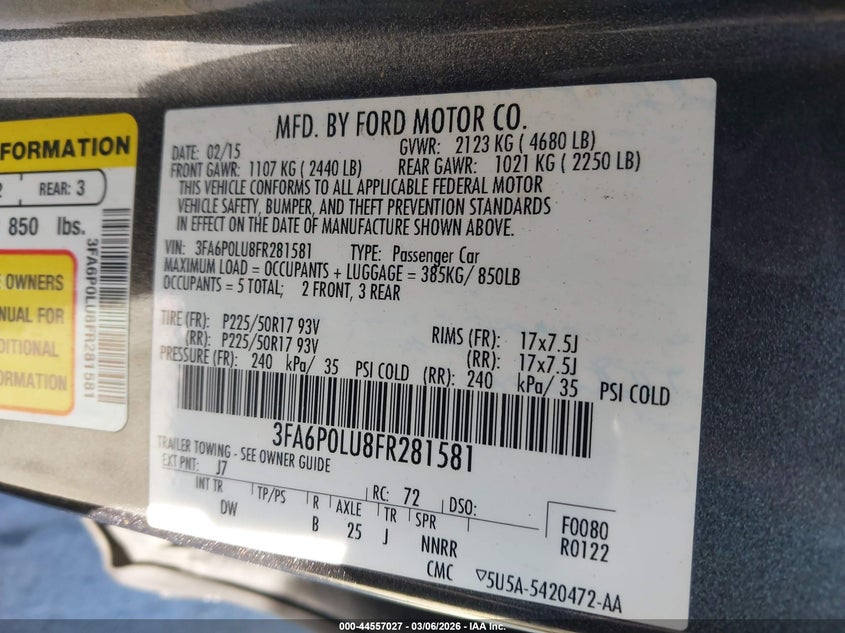 FORMATION
2 REAR: 3
850 lbs.
E OWNERS
NUAL FOR
DITIONAL
FORMATION
3FA6P0LU8FR281581
MFD. BY FORD MOTOR CO.
DATE: 02/15 GVWR: 2123 KG ( 4680 LB)
FRONT GAWR: 1107 KG ( 2440 LB) REAR GAWR: 1021 KG ( 2250 LB)
THIS VEHICLE CONFORMS TO ALL APPLICABLE FEDERAL MOTOR
VEHICLE SAFETY, BUMPER, AND THEFT PREVENTION STANDARDS
IN EFFECT ON THE DATE OF MANUFACTURE SHOWN ABOVE.
VIN: 3FA6P0LU8FR281581 TYPE: Passenger Car
MAXIMUM LOAD = OCCUPANTS + LUGGAGE = 385KG/ 850LB
OCCUPANTS = 5 TOTAL; 2 FRONT, 3 REAR
TIRE (FR): P225/50R17 93V RIMS (FR): 17x7.5J
(RR): P225/50R17 93V (RR): 17x7.5J
PRESSURE (FR): 240 kPa/ 35 PSI COLD (RR): 240 kPa/ 35 PSI COLD
3FA6P0LU8FR281581
TRAILER TOWING - SEE OWNER GUIDE
EXT PNT: J7 RC: 72 DSO:
INT TR TP/PS R AXLE TR SPR F0080
DW B 25 J NNRR R0122
CMC ▽5U5A-5420472-AA
000-44557027 - 03/06/2026 - IAA Inc.